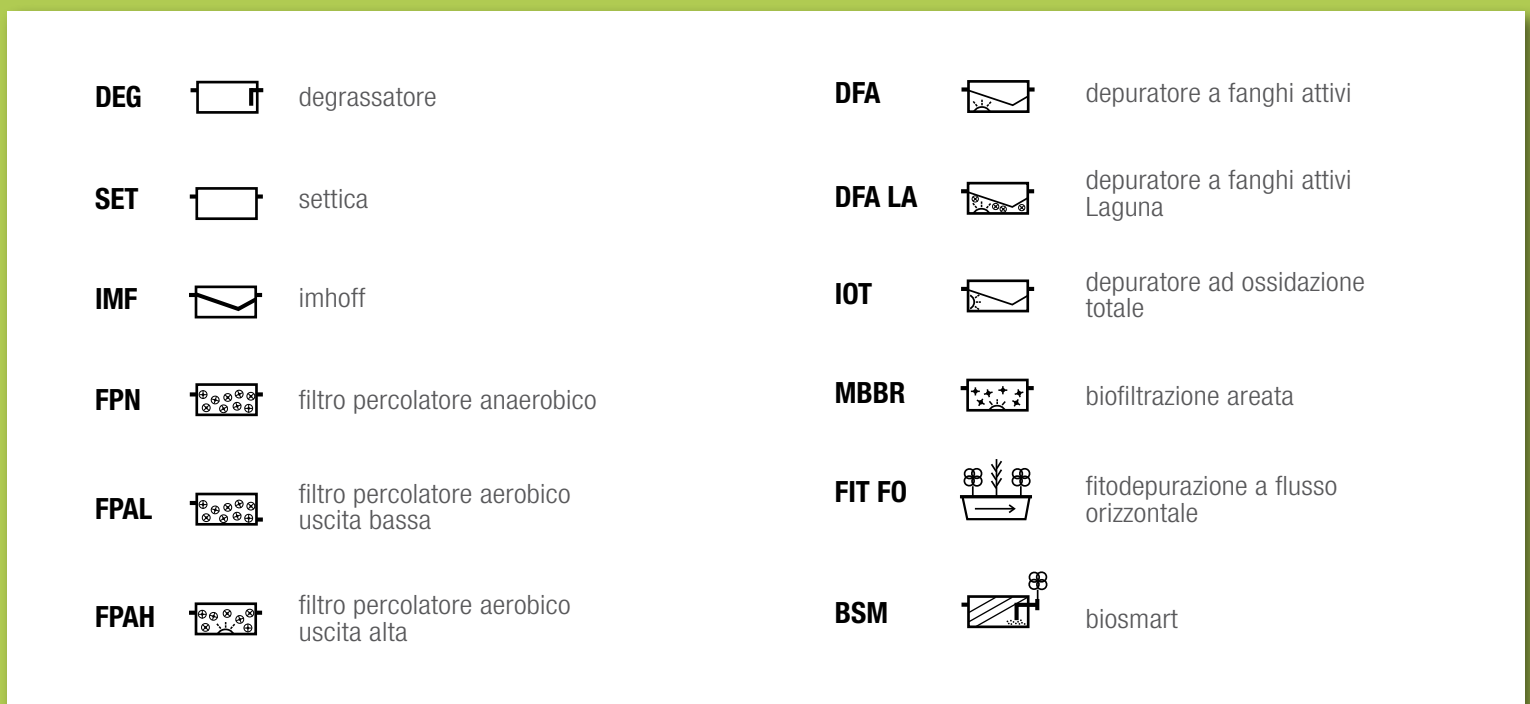 DEG degrassatore
SET settica
IMF imhoff
FPN filtro percolatore anaerobico
FPAL filtro percolatore aerobico
uscita bassa
FPAH filtro percolatore aerobico
uscita alta
DFA depuratore a fanghi attivi
DFA LA depuratore a fanghi attivi
Laguna
IOT depuratore ad ossidazione
totale
MBBR biofiltrazione areata
FIT FO fitodepurazione a flusso
orizzontale
BSM biosmart